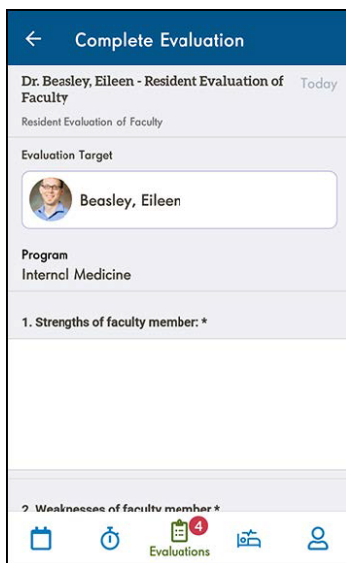 Complete Evaluation
Dr. Beasley, Eileen - Resident Evaluation of Today
Faculty
Resident Evaluation of Faculty
Evaluation Target
Beasley, Eileen
Program
Internal Medicine
1. Strengths of faculty member: *
2. Weaknesses of faculty member *
4
Evaluations